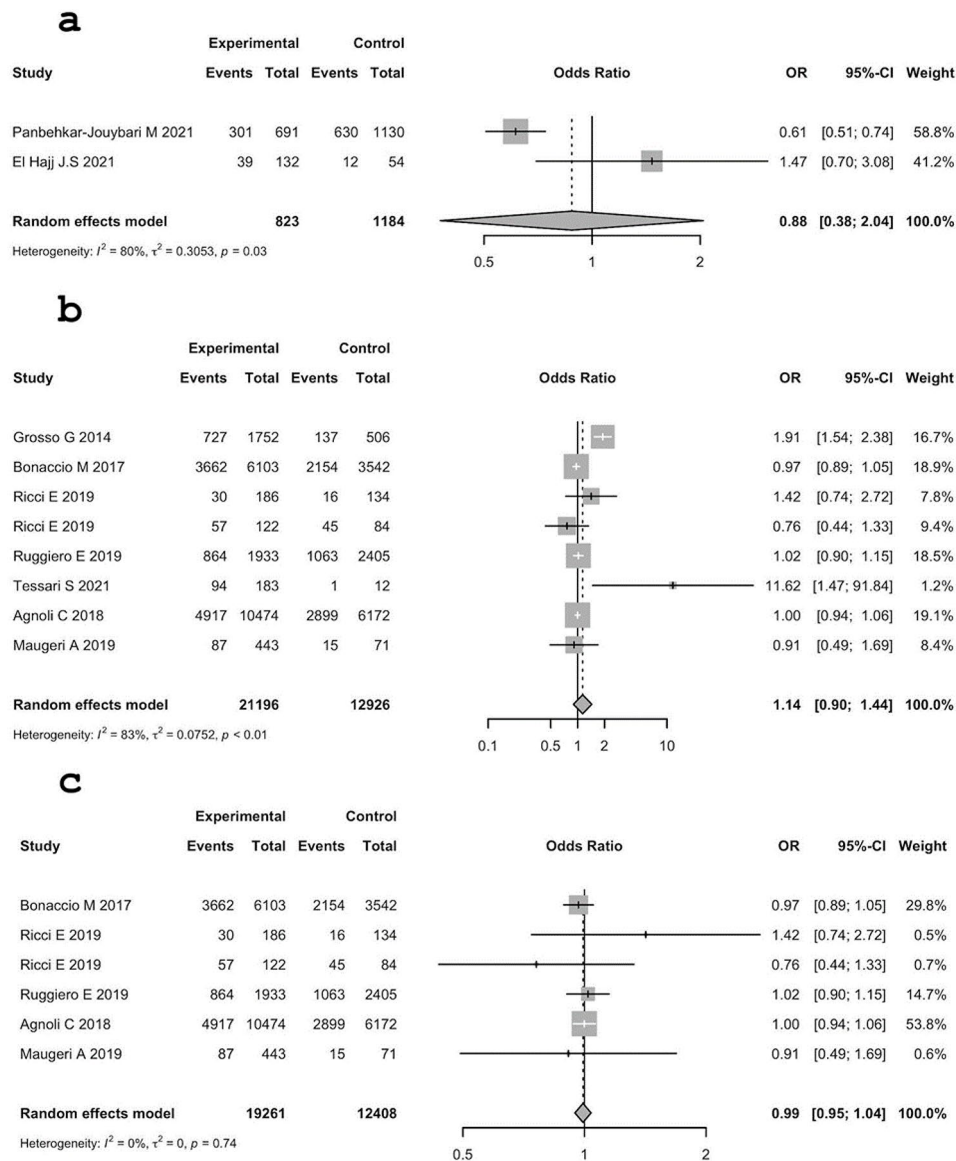 a
Experimental Control
Study Events Total Events Total Odds Ratio OR 95%-CI Weight
Panbehkar-Jouybari M 2021 301 691 630 1130 0.61 [0.51; 0.74] 58.8%
El Hajj J.S 2021 39 132 12 54 1.47 [0.70; 3.08] 41.2%
Random effects model 823 1184 0.88 [0.38; 2.04] 100.0%
Heterogeneity: I² = 80%, τ² = 0.3053, p = 0.03
0.5 1 2
b
Experimental Control
Study Events Total Events Total Odds Ratio OR 95%-CI Weight
Grosso G 2014 727 1752 137 506 1.91 [1.54; 2.38] 16.7%
Bonaccio M 2017 3662 6103 2154 3542 0.97 [0.89; 1.05] 18.9%
Ricci E 2019 30 186 16 134 1.42 [0.74; 2.72] 7.8%
Ricci E 2019 57 122 45 84 0.76 [0.44; 1.33] 9.4%
Ruggiero E 2019 864 1933 1063 2405 1.02 [0.90; 1.15] 18.5%
Tessari S 2021 94 183 1 12 11.62 [1.47; 91.84] 1.2%
Agnoli C 2018 4917 10474 2899 6172 1.00 [0.94; 1.06] 19.1%
Maugeri A 2019 87 443 15 71 0.91 [0.49; 1.69] 8.4%
Random effects model 21196 12926 1.14 [0.90; 1.44] 100.0%
Heterogeneity: I² = 83%, τ² = 0.0752, p < 0.01
0.1 0.5 1 2 10
c
Experimental Control
Study Events Total Events Total Odds Ratio OR 95%-CI Weight
Bonaccio M 2017 3662 6103 2154 3542 0.97 [0.89; 1.05] 29.8%
Ricci E 2019 30 186 16 134 1.42 [0.74; 2.72] 0.5%
Ricci E 2019 57 122 45 84 0.76 [0.44; 1.33] 0.7%
Ruggiero E 2019 864 1933 1063 2405 1.02 [0.90; 1.15] 14.7%
Agnoli C 2018 4917 10474 2899 6172 1.00 [0.94; 1.06] 53.8%
Maugeri A 2019 87 443 15 71 0.91 [0.49; 1.69] 0.6%
Random effects model 19261 12408 0.99 [0.95; 1.04] 100.0%
Heterogeneity: I² = 0%, τ² = 0, p = 0.74
0.5 1 2